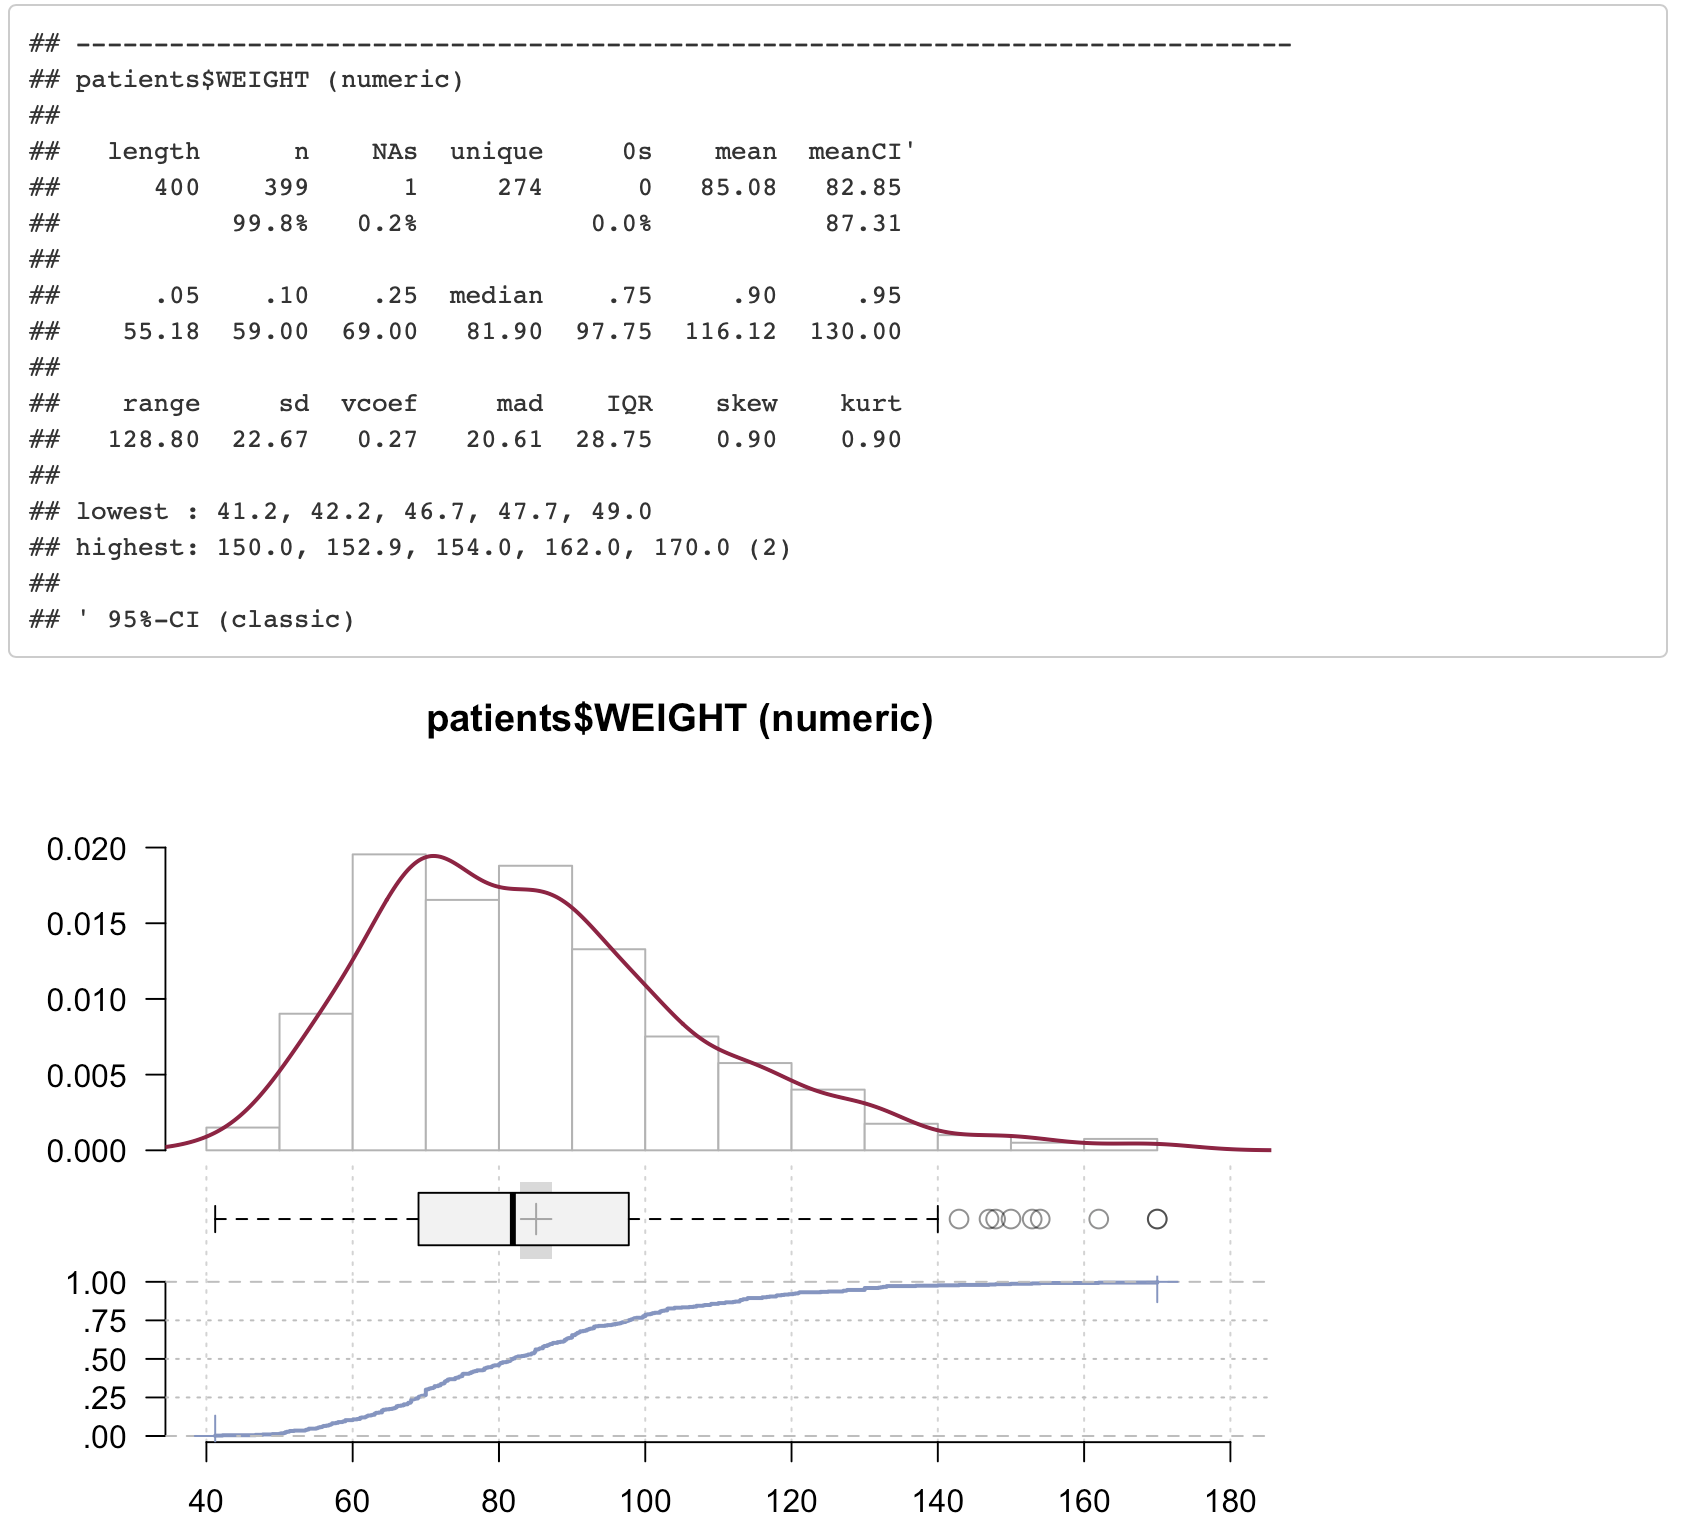 ## ------------------------------------------------------------------------------
## patients$WEIGHT (numeric)
##
##   length      n    NAs  unique     0s    mean  meanCI'
##      400    399      1     274      0   85.08   82.85
##           99.8%   0.2%           0.0%           87.31
##
##      .05    .10    .25  median    .75     .90     .95
##    55.18  59.00  69.00   81.90  97.75  116.12  130.00
##
##    range     sd  vcoef     mad    IQR    skew    kurt
##   128.80  22.67   0.27   20.61  28.75    0.90    0.90
##
## lowest : 41.2, 42.2, 46.7, 47.7, 49.0
## highest: 150.0, 152.9, 154.0, 162.0, 170.0 (2)
##
## ' 95%-CI (classic)
patients$WEIGHT (numeric)
0.020
0.015
0.010
0.005
0.000
1.00
.75
.50
.25
.00
40 60 80 100 120 140 160 180